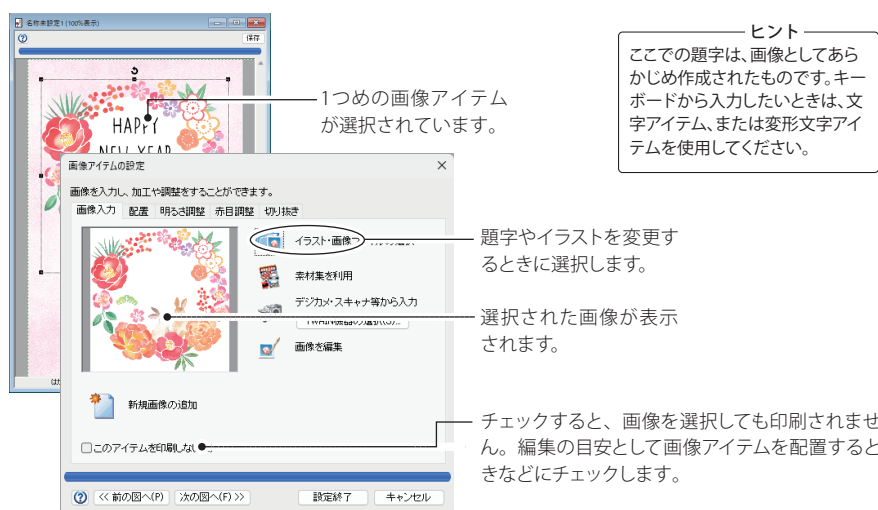 名称未設定1(100%表示)
保存
HAPPY
NEW YEAR
1つめの画像アイテム
が選択されています。
ヒント
ここでの題字は、画像としてあら
かじめ作成されたものです。キー
ボードから入力したいときは、文
字アイテム、または変形文字アイ
テムを使用してください。
画像アイテムの設定
画像を入力し、加工や調整をすることができます。
画像入力 配置 明るさ調整 赤目調整 切り抜き
イラスト・画像
の選択
題字やイラストを変更す
るときに選択します。
素材集を利用
デジカメ・スキャナ等から入力
TWAIN機器の選択(S)...
選択された画像が表示
されます。
画像を編集
新規画像の追加
チェックすると、画像を選択しても印刷されませ
ん。編集の目安として画像アイテムを配置すると
きなどにチェックします。
このアイテムを印刷しない
<< 前の図へ(P) 次の図へ(F) >> 設定終了 キャンセル